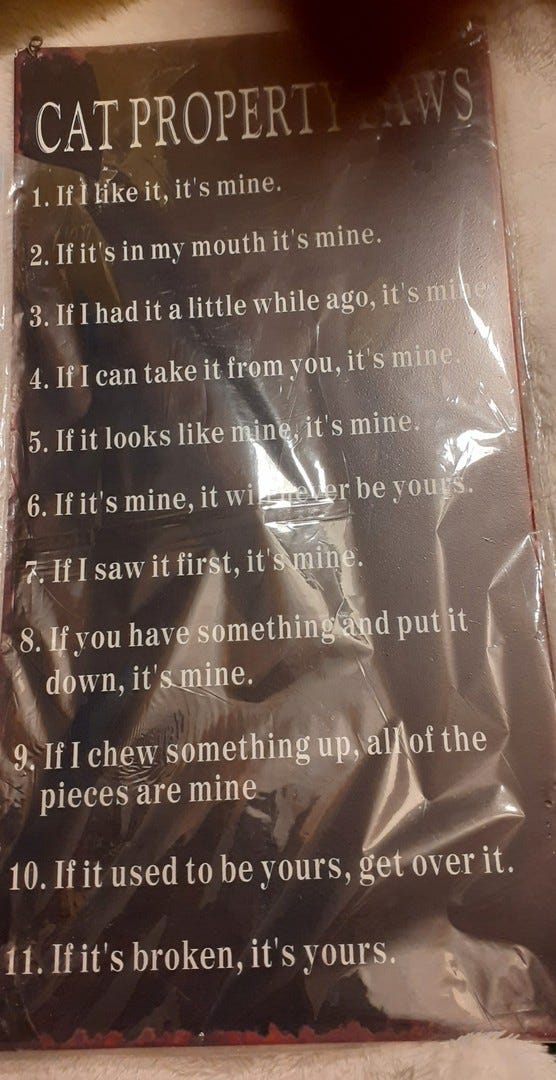 CAT PROPERTY LAWS
1. If I like it, it's mine.
2. If it's in my mouth it's mine.
3. If I had it a little while ago, it's mine
4. If I can take it from you, it's mine.
5. If it looks like mine, it's mine.
6. If it's mine, it will never be yours.
7. If I saw it first, it's mine.
8. If you have something and put it
down, it's mine.
9. If I chew something up, all of the
pieces are mine
10. If it used to be yours, get over it.
11. If it's broken, it's yours.